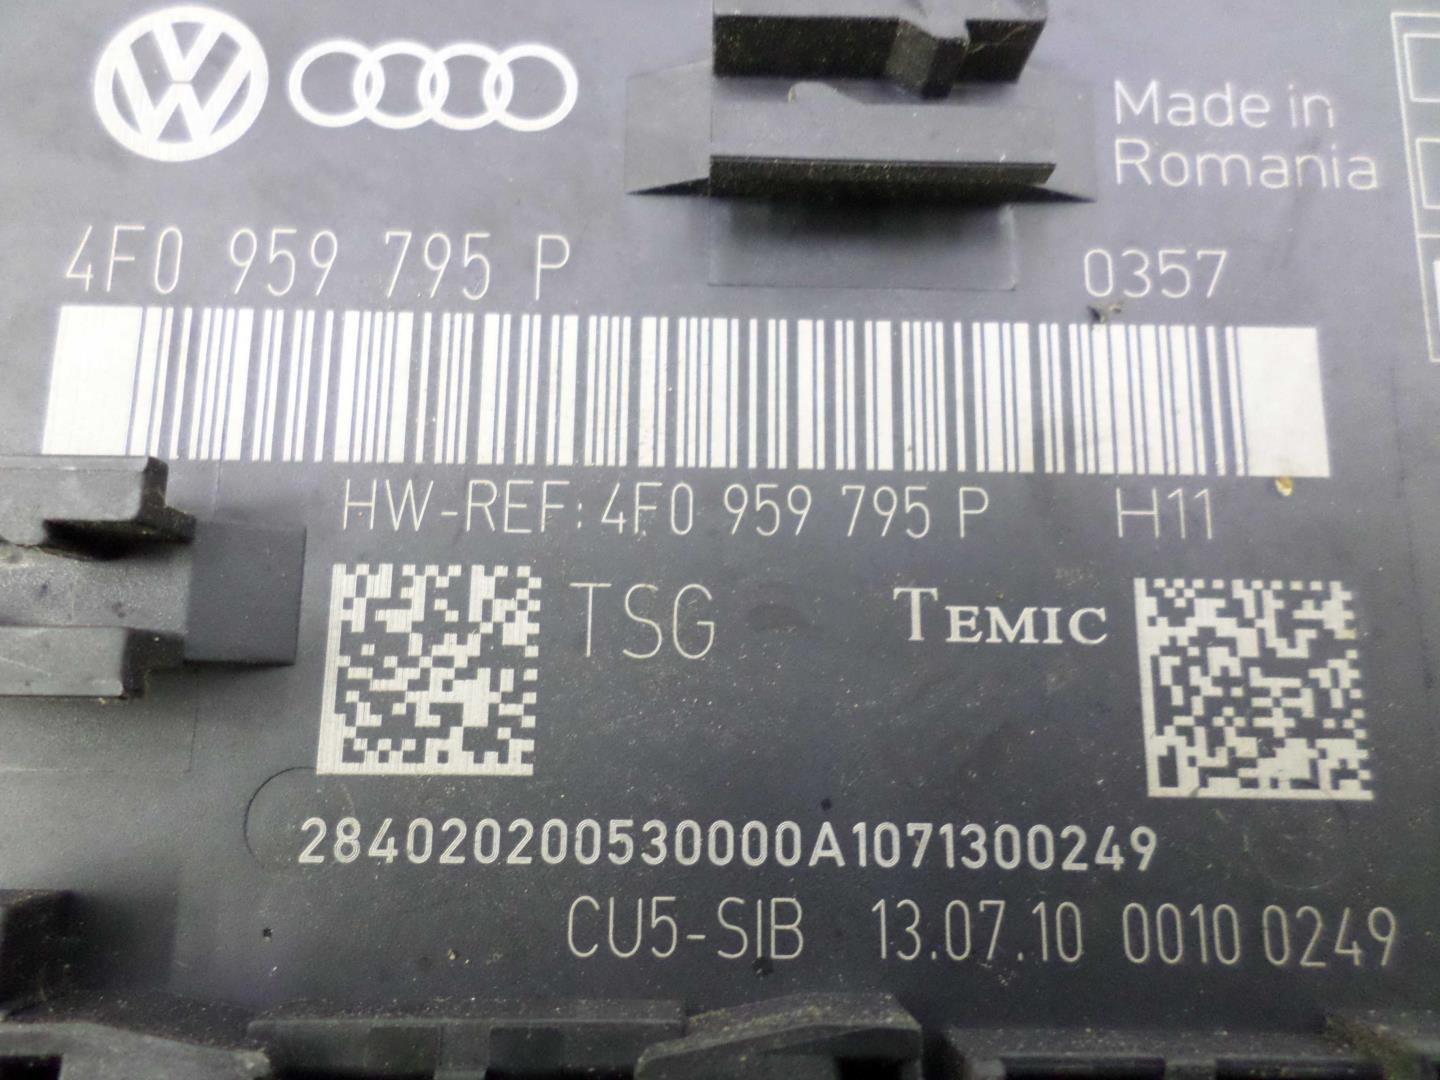 Made in
Romania
4F0 959 795 P 0357
HW-REF: 4F0 959 795 P H11
TSG TEMIC
284020200530000A1071300249
CU5-SIB 13.07.10 0010 0249